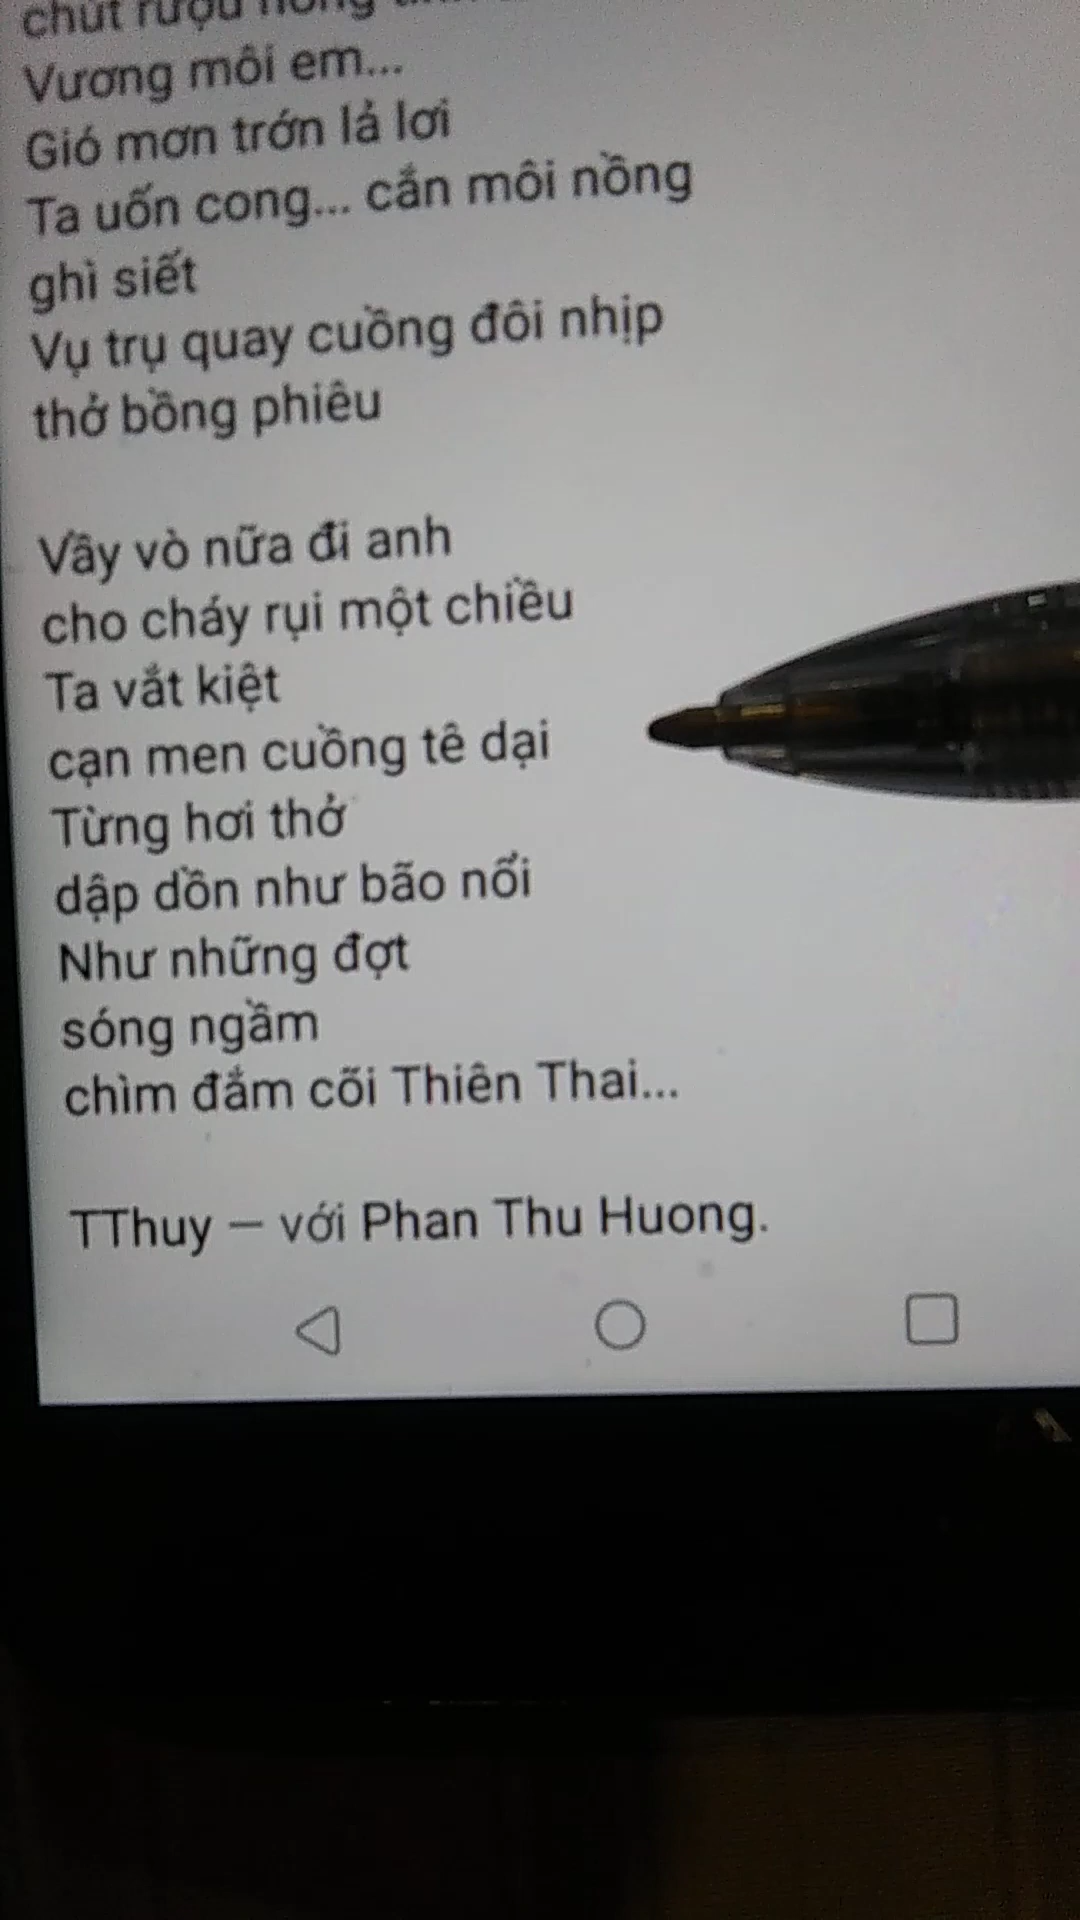 chút rượu nồng
Vương môi em...
Gió mơn trớn lả lơi
Ta uốn cong... cắn môi nồng
ghì siết
Vụ trụ quay cuồng đôi nhịp
thở bồng phiêu
Vầy vò nữa đi anh
cho cháy rụi một chiều
Ta vắt kiệt
cạn men cuồng tê dại
Từng hơi thở
dập dồn như bão nổi
Như những đợt
sóng ngầm
chìm đắm cõi Thiên Thai...
TThuy — với Phan Thu Huong.